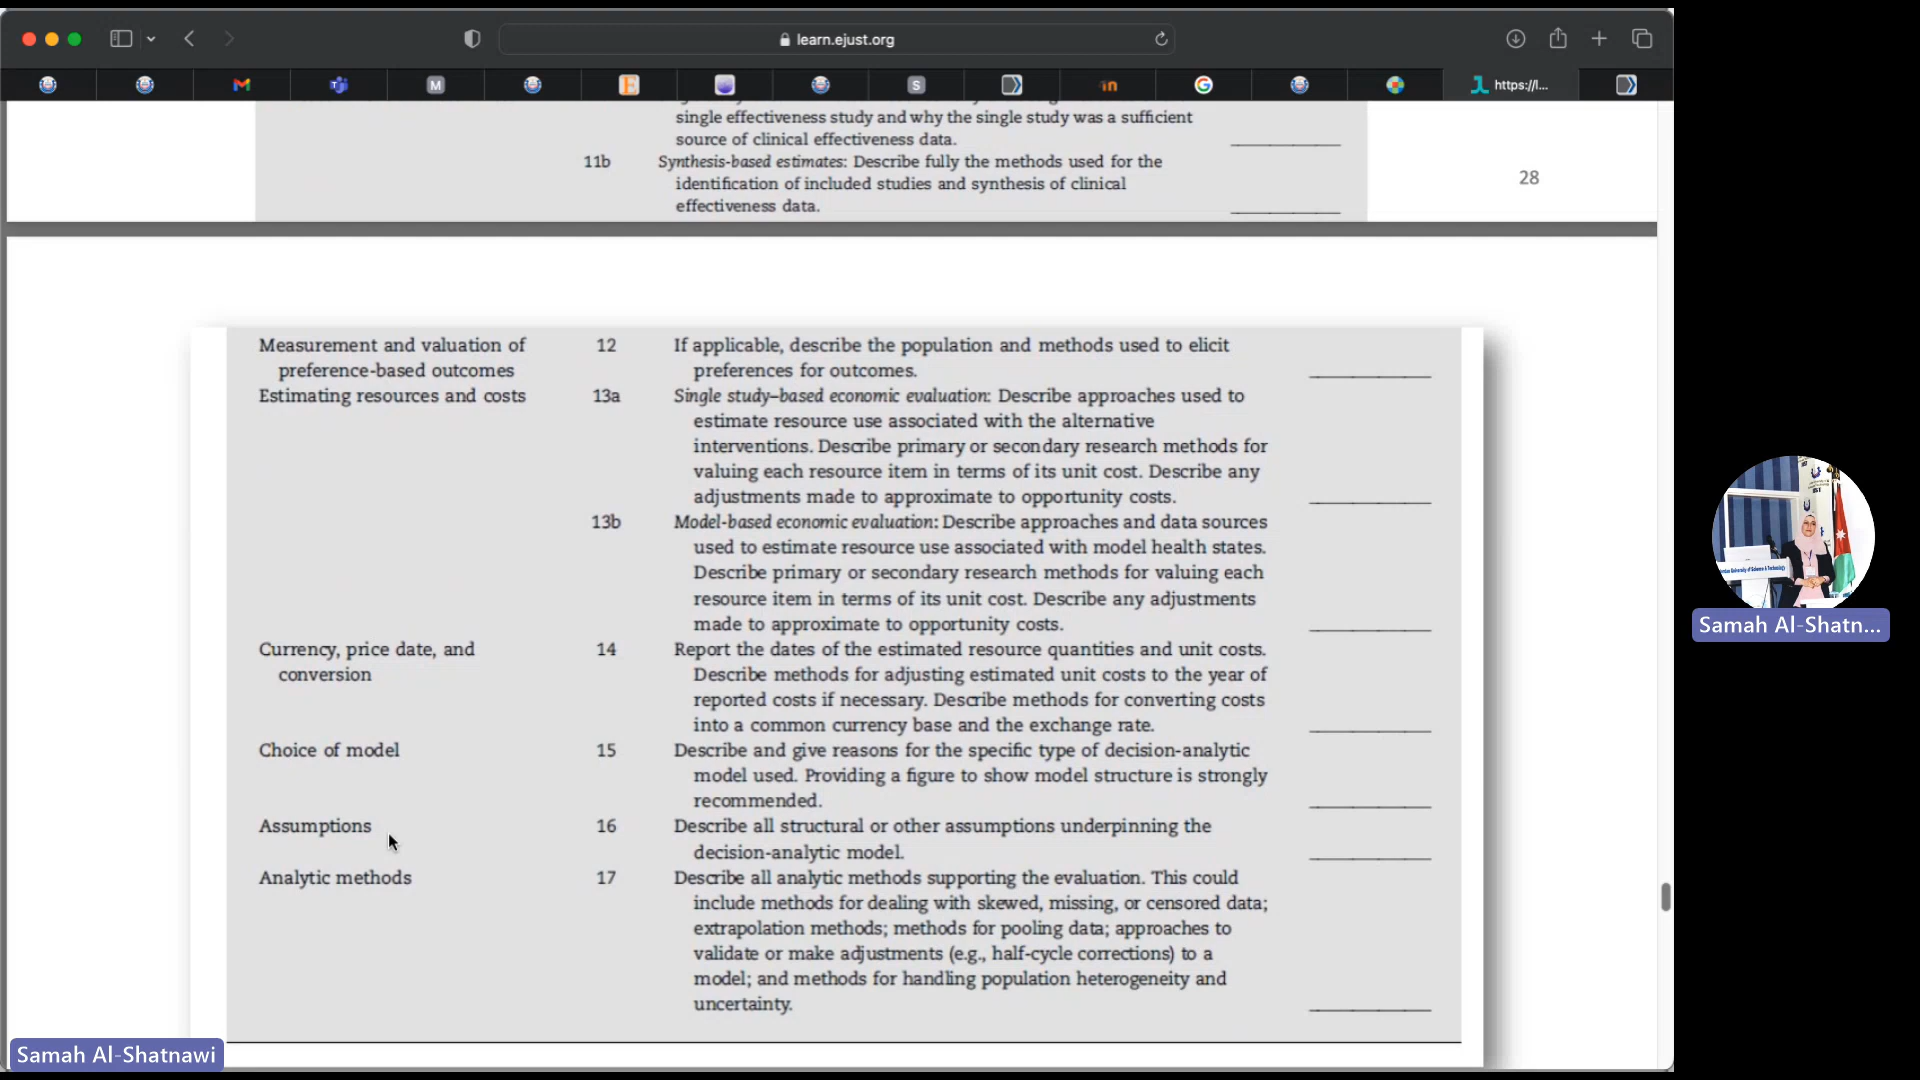 learn.ejust.org
https://l...
single effectiveness study and why the single study was a sufficient
source of clinical effectiveness data.
11b Synthesis-based estimates: Describe fully the methods used for the
identification of included studies and synthesis of clinical
effectiveness data.
28
Measurement and valuation of 12 If applicable, describe the population and methods used to elicit
preference-based outcomes preferences for outcomes.
Estimating resources and costs 13a Single study–based economic evaluation: Describe approaches used to
estimate resource use associated with the alternative
interventions. Describe primary or secondary research methods for
valuing each resource item in terms of its unit cost. Describe any
adjustments made to approximate to opportunity costs.
13b Model-based economic evaluation: Describe approaches and data sources
used to estimate resource use associated with model health states.
Describe primary or secondary research methods for valuing each
resource item in terms of its unit cost. Describe any adjustments
made to approximate to opportunity costs.
Currency, price date, and 14 Report the dates of the estimated resource quantities and unit costs.
conversion Describe methods for adjusting estimated unit costs to the year of
reported costs if necessary. Describe methods for converting costs
into a common currency base and the exchange rate.
Choice of model 15 Describe and give reasons for the specific type of decision-analytic
model used. Providing a figure to show model structure is strongly
recommended.
Assumptions 16 Describe all structural or other assumptions underpinning the
decision-analytic model.
Analytic methods 17 Describe all analytic methods supporting the evaluation. This could
include methods for dealing with skewed, missing, or censored data;
extrapolation methods; methods for pooling data; approaches to
validate or make adjustments (e.g., half-cycle corrections) to a
model; and methods for handling population heterogeneity and
uncertainty.
Samah Al-Shatnawi
Samah Al-Shatn...